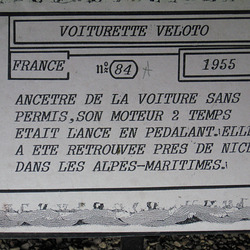 VOITURETTE VELOTO
FRANCE no (84) 1955
ANCETRE DE LA VOITURE SANS
PERMIS,SON MOTEUR 2 TEMPS
ETAIT LANCE EN PEDALANT.ELLE
A ETE RETROUVEE PRES DE NICE
DANS LES ALPES-MARITIMES.